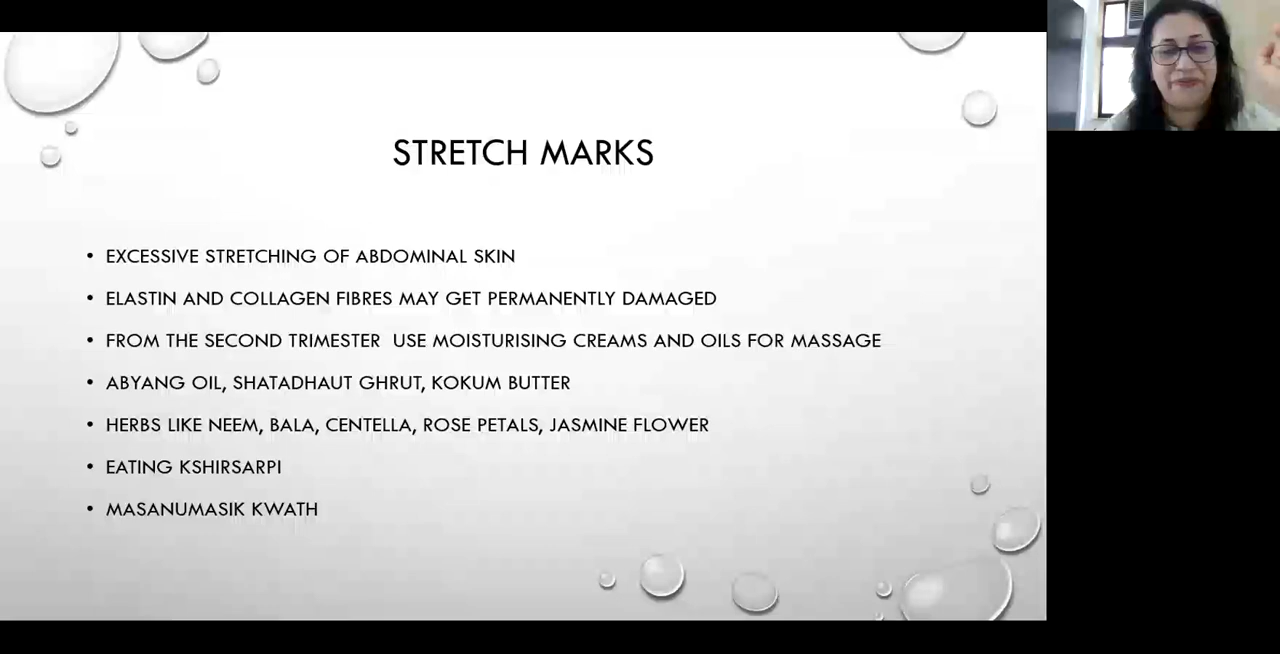 STRETCH MARKS
• EXCESSIVE STRETCHING OF ABDOMINAL SKIN
• ELASTIN AND COLLAGEN FIBRES MAY GET PERMANENTLY DAMAGED
• FROM THE SECOND TRIMESTER  USE MOISTURISING CREAMS AND OILS FOR MASSAGE
• ABYANG OIL, SHATADHAUT GHRUT, KOKUM BUTTER
• HERBS LIKE NEEM, BALA, CENTELLA, ROSE PETALS, JASMINE FLOWER
• EATING KSHIRSARPI
• MASANUMASIK KWATH